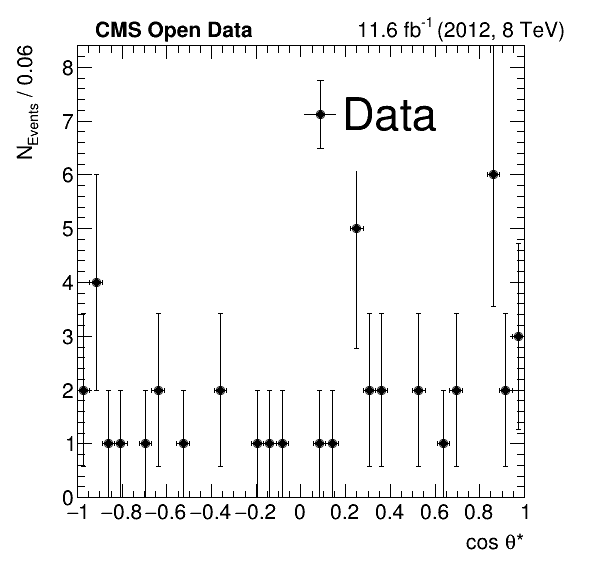 CMS Open Data 11.6 fb⁻¹ (2012, 8 TeV)
N_Events / 0.06
8
7
6
5
4
3
2
1
0
Data
−1 −0.8 −0.6 −0.4 −0.2 0 0.2 0.4 0.6 0.8 1
cos θ*